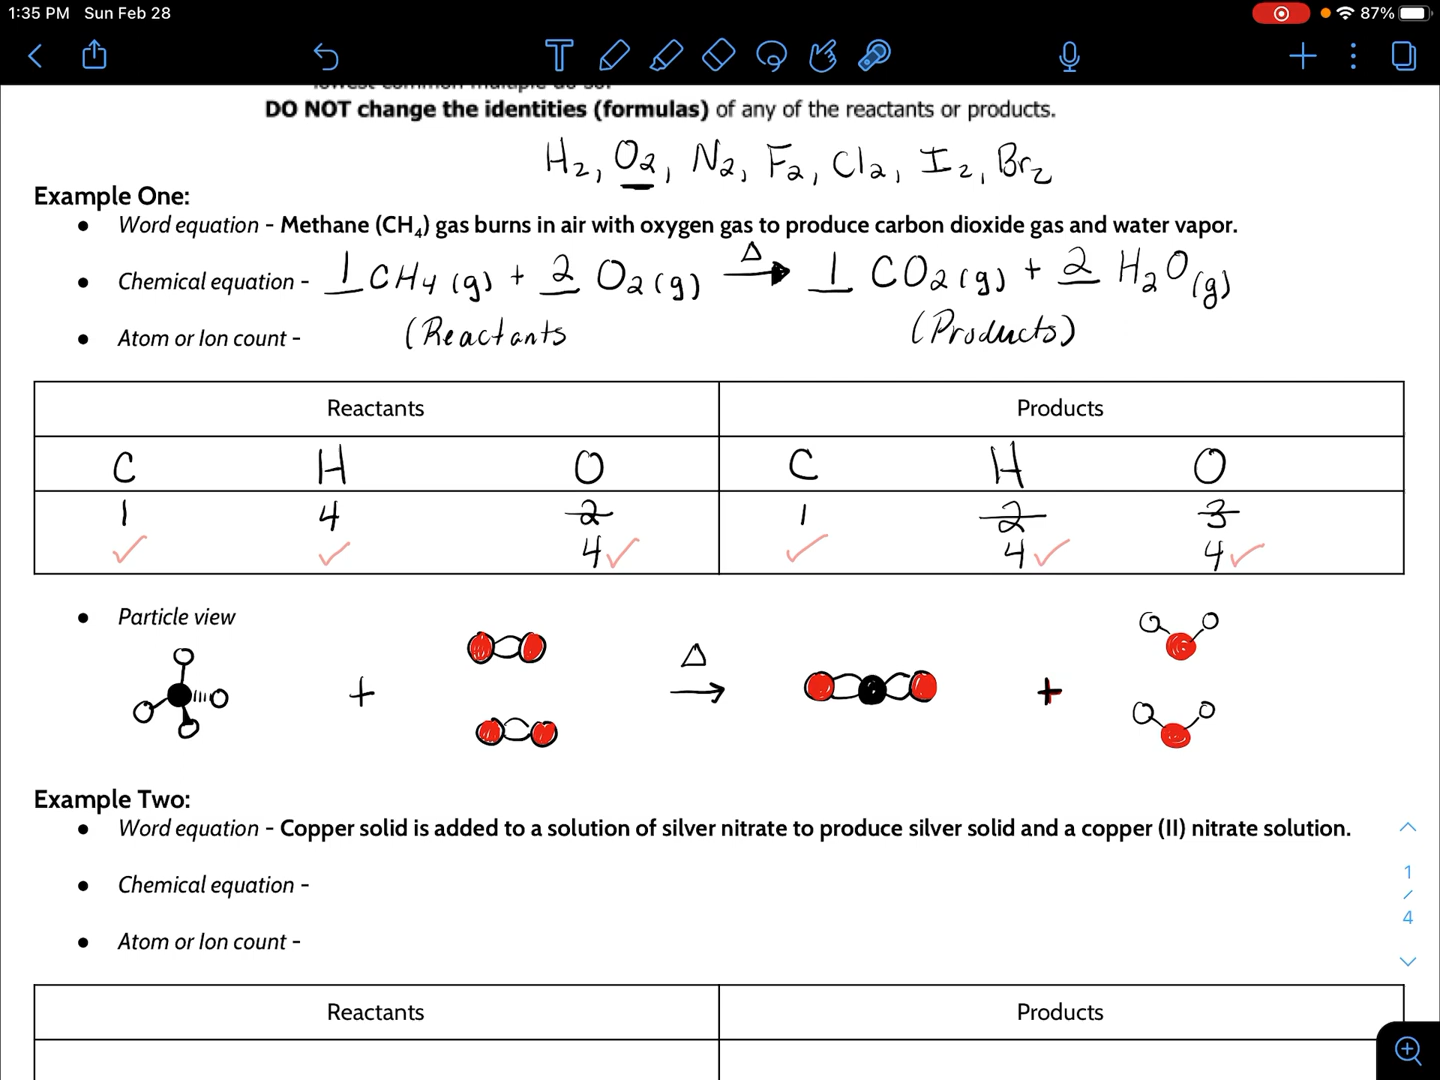 1:35 PM Sun Feb 28 87%
lowest common multiple do so.
DO NOT change the identities (formulas) of any of the reactants or products.
H₂, O₂, N₂, F₂, Cl₂, I₂, Br₂
Example One:
• Word equation - Methane (CH₄) gas burns in air with oxygen gas to produce carbon dioxide gas and water vapor.
• Chemical equation - 1 CH₄ (g) + 2 O₂ (g) Δ→ 1 CO₂ (g) + 2 H₂O (g)
• Atom or Ion count - (Reactants (Products)
Reactants Products
C H O C H O
1 4 2 1 2 3
✓ ✓ 4 ✓ ✓ 4 ✓ 4 ✓
• Particle view
+ Δ→ +
Example Two:
• Word equation - Copper solid is added to a solution of silver nitrate to produce silver solid and a copper (II) nitrate solution.
• Chemical equation -
1
/
4
• Atom or Ion count -
Reactants Products